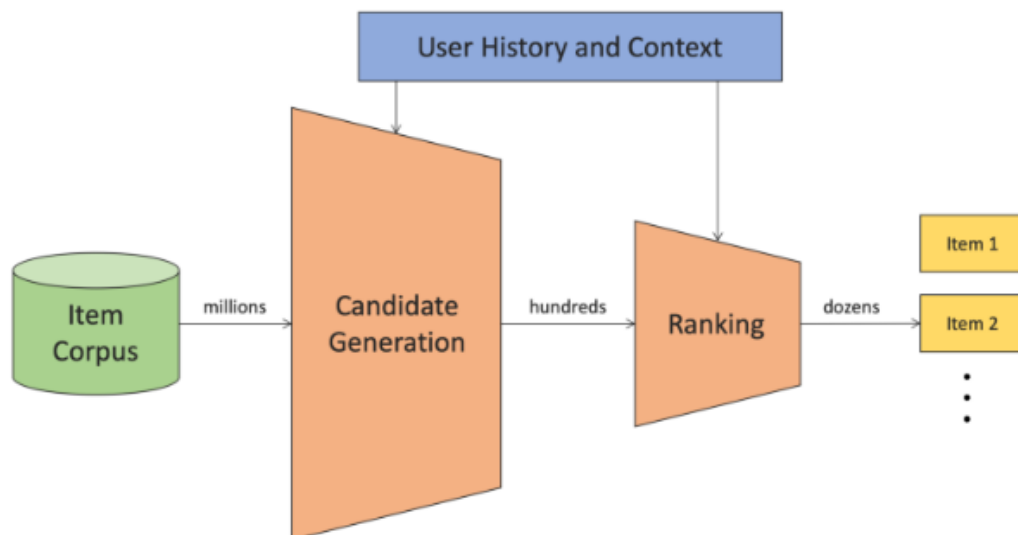 User History and Context
Item
Corpus
millions
Candidate
Generation
hundreds
Ranking
dozens
Item 1
Item 2